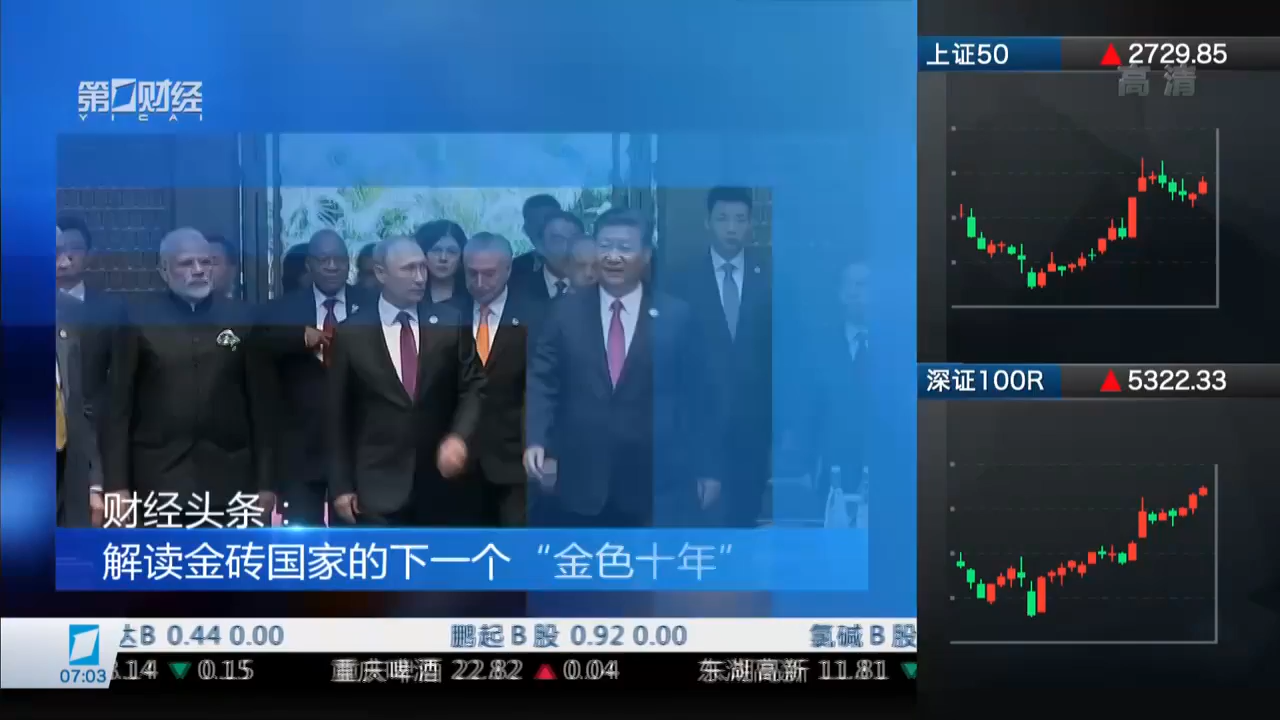 第一财经
YICAI
财经头条：
解读金砖国家的下一个“金色十年”
上证50 ▲2729.85
高清
深证100R ▲5322.33
B 0.44 0.00 鹏起B股 0.92 0.00 氯碱B股
07:03
.14 ▼0.15 重庆啤酒 22.82 ▲0.04 东湖高新 11.81 ▼